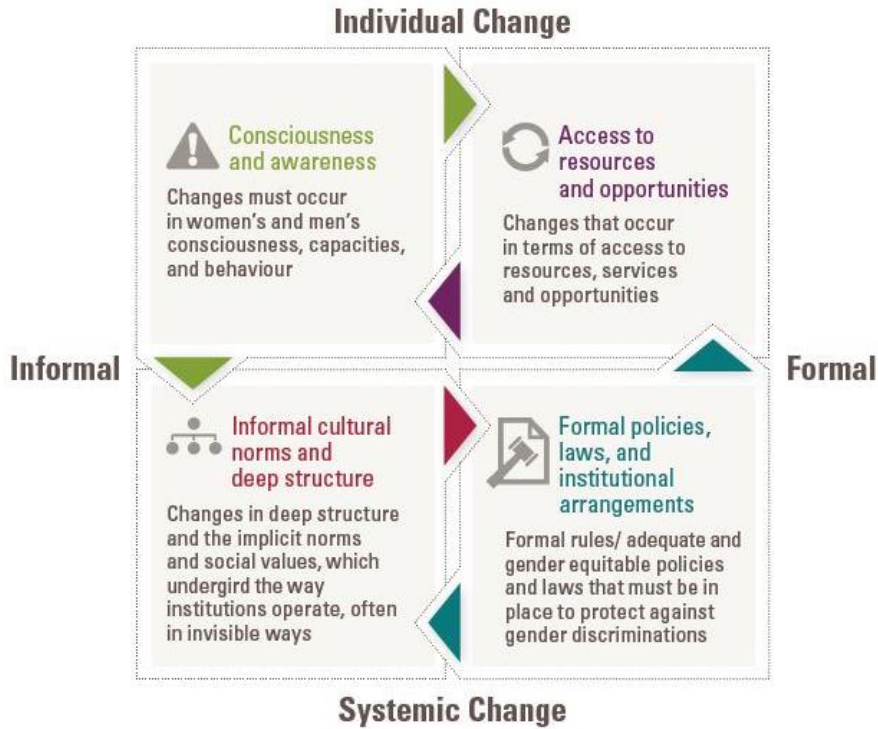 Individual Change
Consciousness
and awareness
Changes must occur
in women's and men's
consciousness, capacities,
and behaviour
Access to
resources
and opportunities
Changes that occur
in terms of access to
resources, services
and opportunities
Informal
Formal
Informal cultural
norms and
deep structure
Changes in deep structure
and the implicit norms
and social values, which
undergird the way
institutions operate, often
in invisible ways
Formal policies,
laws, and
institutional
arrangements
Formal rules/ adequate and
gender equitable policies
and laws that must be in
place to protect against
gender discriminations
Systemic Change